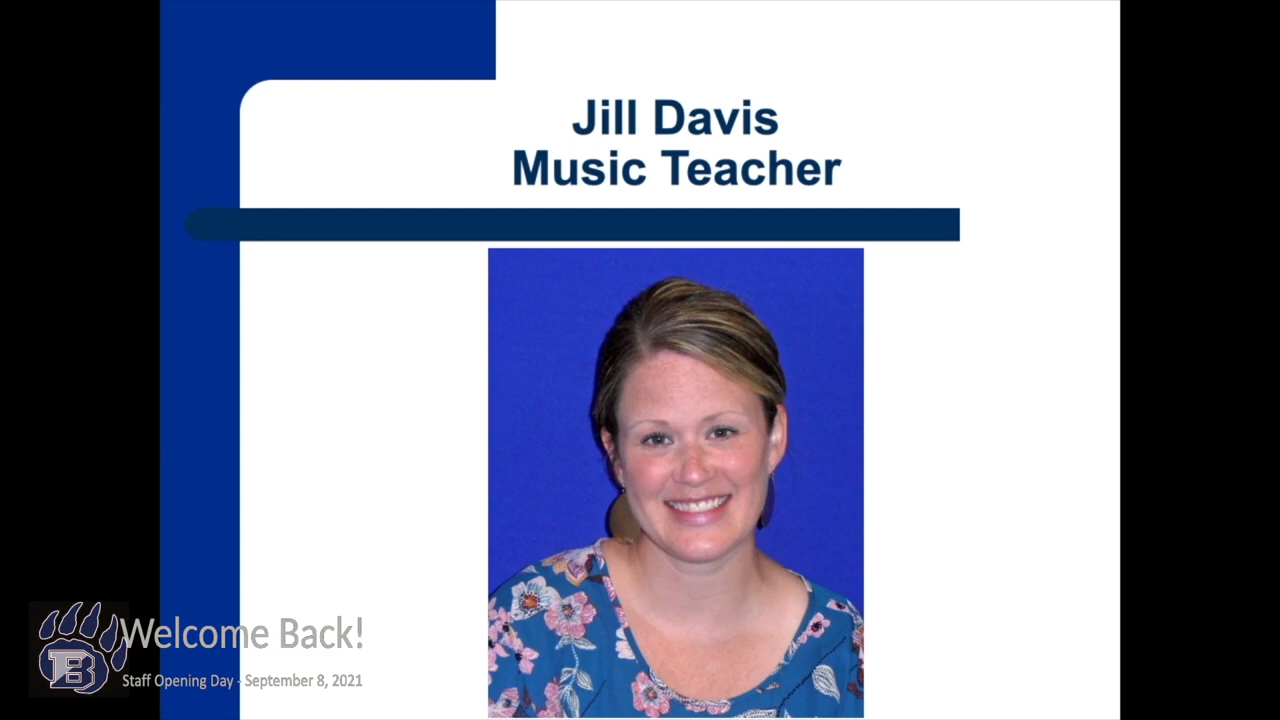 Jill Davis
Music Teacher
Welcome Back!
Staff Opening Day - September 8, 2021
B